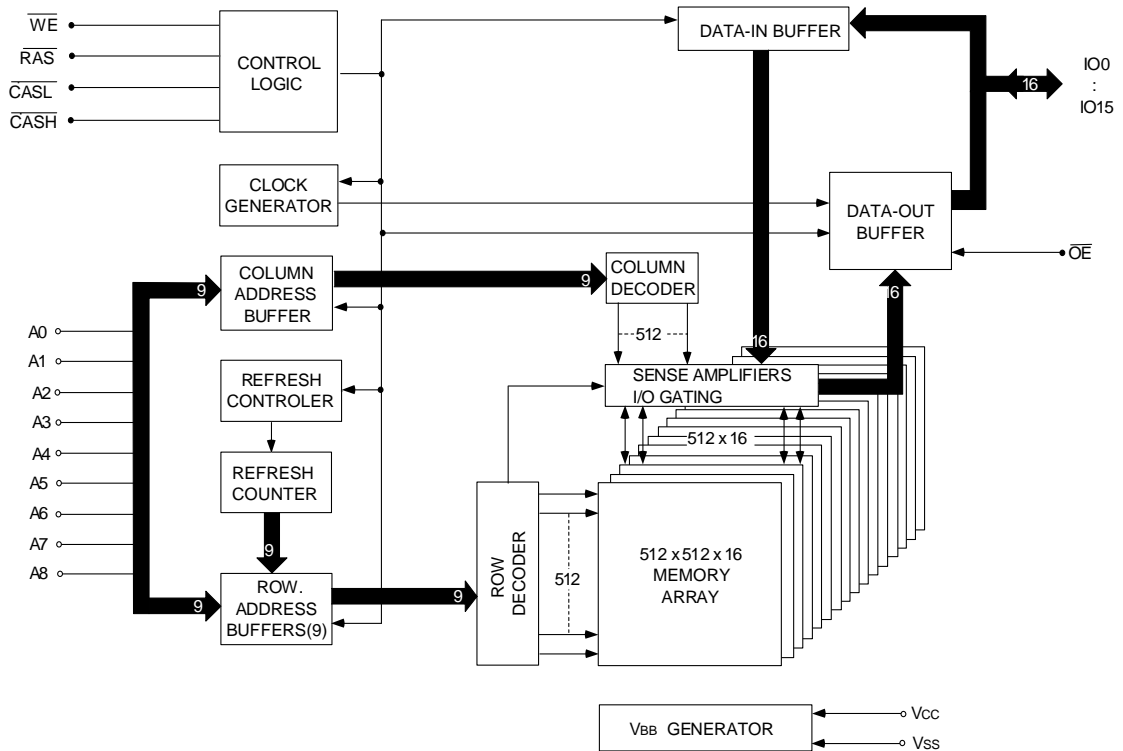 WE
RAS
CASL
CASH
CONTROL
LOGIC
DATA-IN BUFFER
16
IO0
:
IO15
CLOCK
GENERATOR
DATA-OUT
BUFFER
OE
COLUMN
ADDRESS
BUFFER
9
9
COLUMN
DECODER
16
512
16
A0
A1
A2
A3
A4
A5
A6
A7
A8
REFRESH
CONTROLER
SENSE AMPLIFIERS
I/O GATING
512 x 16
REFRESH
COUNTER
9
9
ROW.
ADDRESS
BUFFERS(9)
9
ROW
DECODER
512
512 x 512 x 16
MEMORY
ARRAY
VBB GENERATOR
VCC
VSS